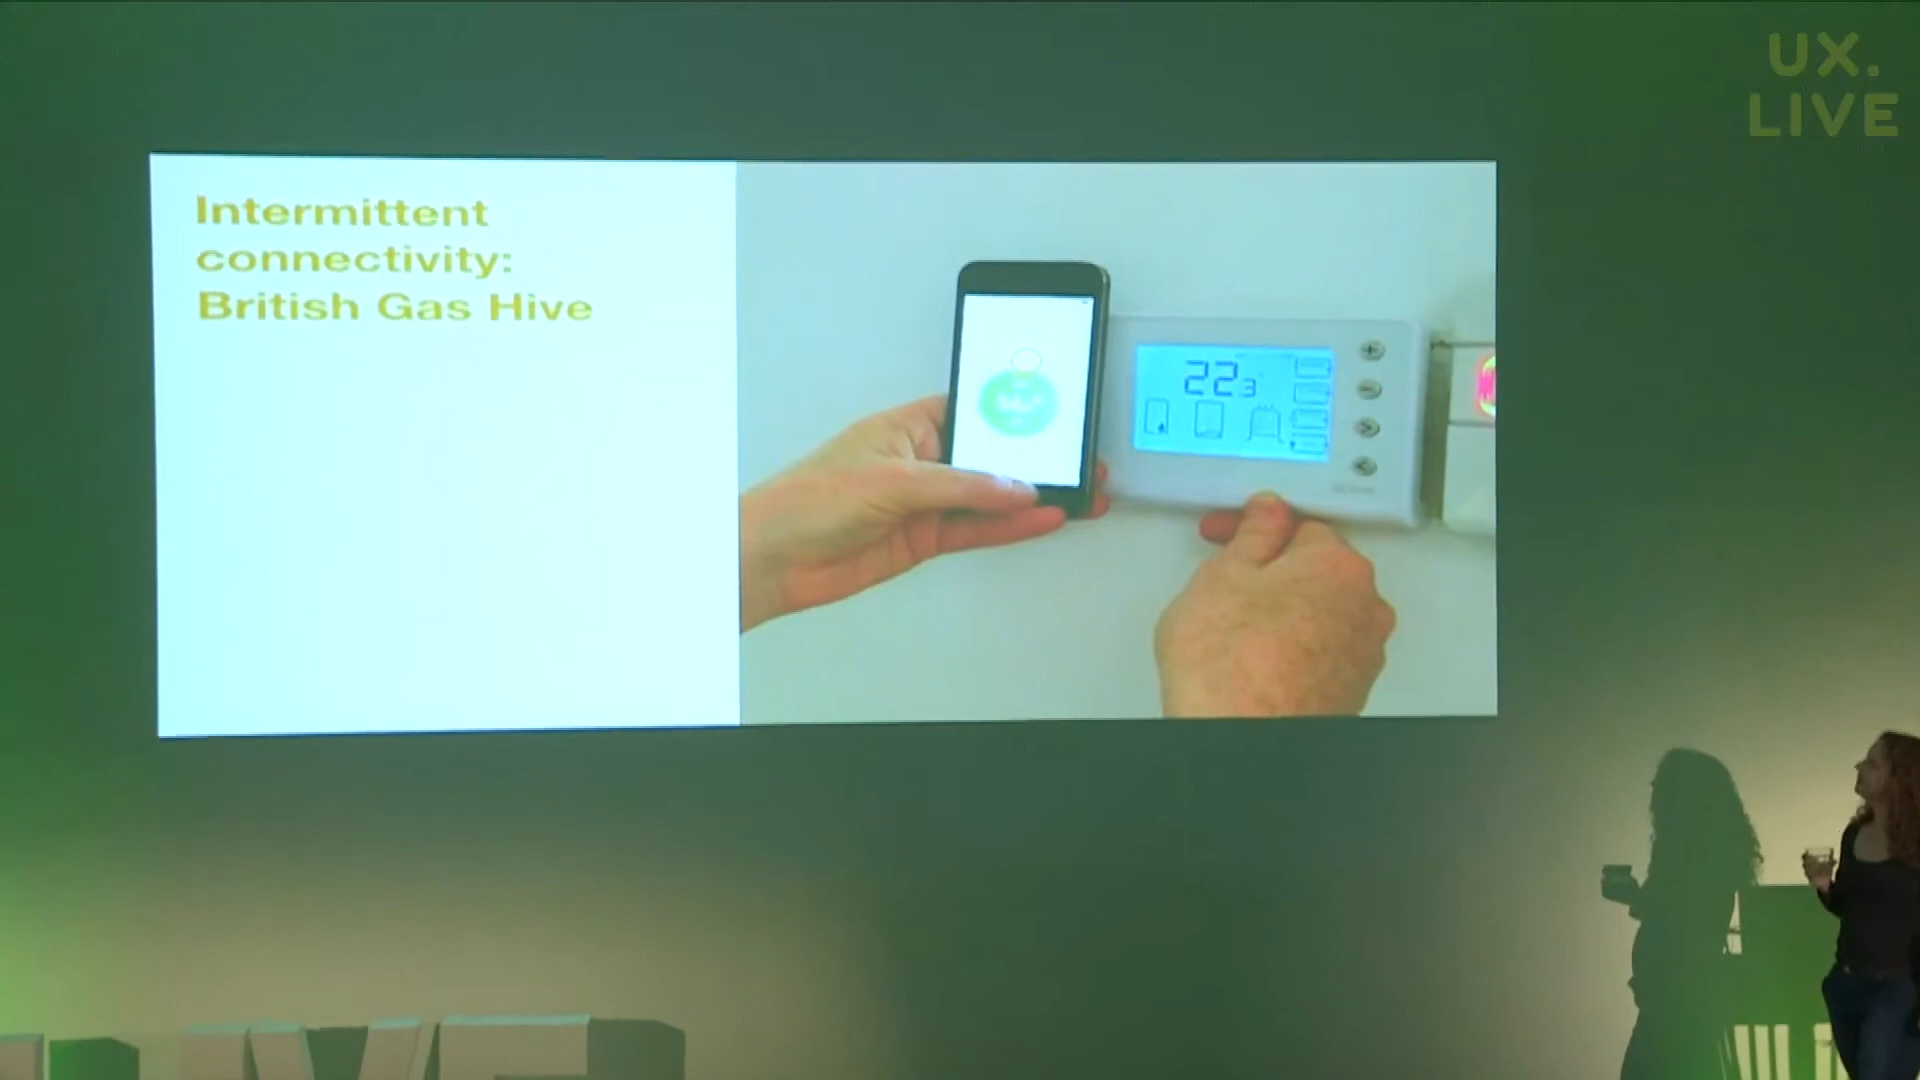 UX.
LIVE
Intermittent
connectivity:
British Gas Hive
22
3